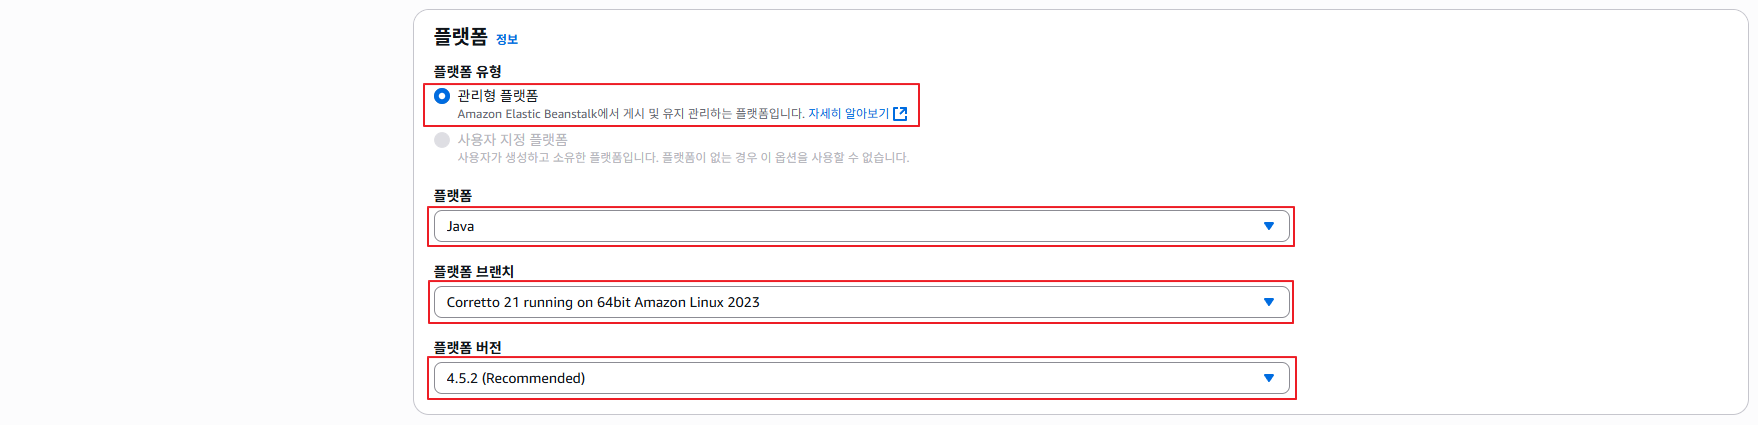 플랫폼 정보
플랫폼 유형
관리형 플랫폼
Amazon Elastic Beanstalk에서 게시 및 유지 관리하는 플랫폼입니다. 자세히 알아보기
사용자 지정 플랫폼
사용자가 생성하고 소유한 플랫폼입니다. 플랫폼이 없는 경우 이 옵션을 사용할 수 없습니다.
플랫폼
Java
플랫폼 브랜치
Corretto 21 running on 64bit Amazon Linux 2023
플랫폼 버전
4.5.2 (Recommended)